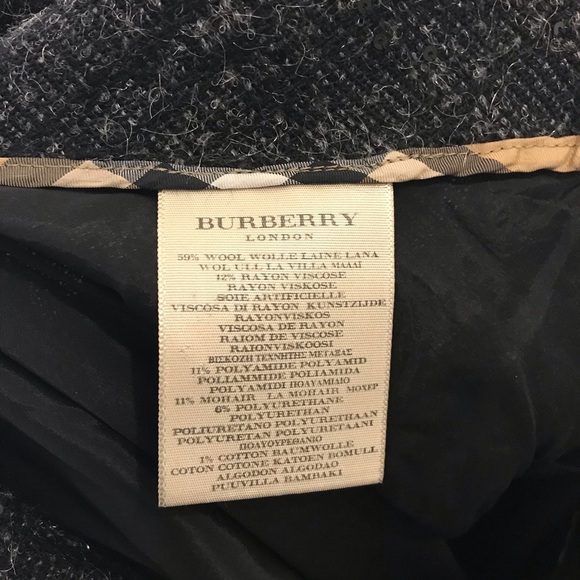 BURBERRY
LONDON
59% WOOL WOLLE LAINE LANA
WOL ULL LA VILLA ΜΑΛΛΙ
12% RAYON VISCOSE
RAYON VISKOSE
SOIE ARTIFICIELLE
VISCOSA DI RAYON KUNSTZIJDE
RAYONVISKOS
VISCOSA DE RAYON
RAIOM DE VISCOSE
RAIONVISKOOSI
ΒΙΣΚΟΖΗ ΤΕΧΝΗΤΗΣ ΜΕΤΑΞΑΣ
11% POLYAMIDE POLYAMID
POLIAMMIDE POLIAMIDA
POLYAMIDI ΠΟΛΥΑΜΙΔΙΟ
11% MOHAIR LA MOHAIR ΜΟΧΕΡ
6% POLYURETHANE
POLYURETHAN
POLIURETANO POLYURETHAAN
POLYURETAN POLYURETAANI
ΠΟΛΥΟΥΡΕΘΑΝΙΟ
1% COTTON BAUMWOLLE
COTON COTONE KATOEN BOMULL
ALGODON ALGODAO
PUUVILLA ΒΑΜΒΑΚΙ